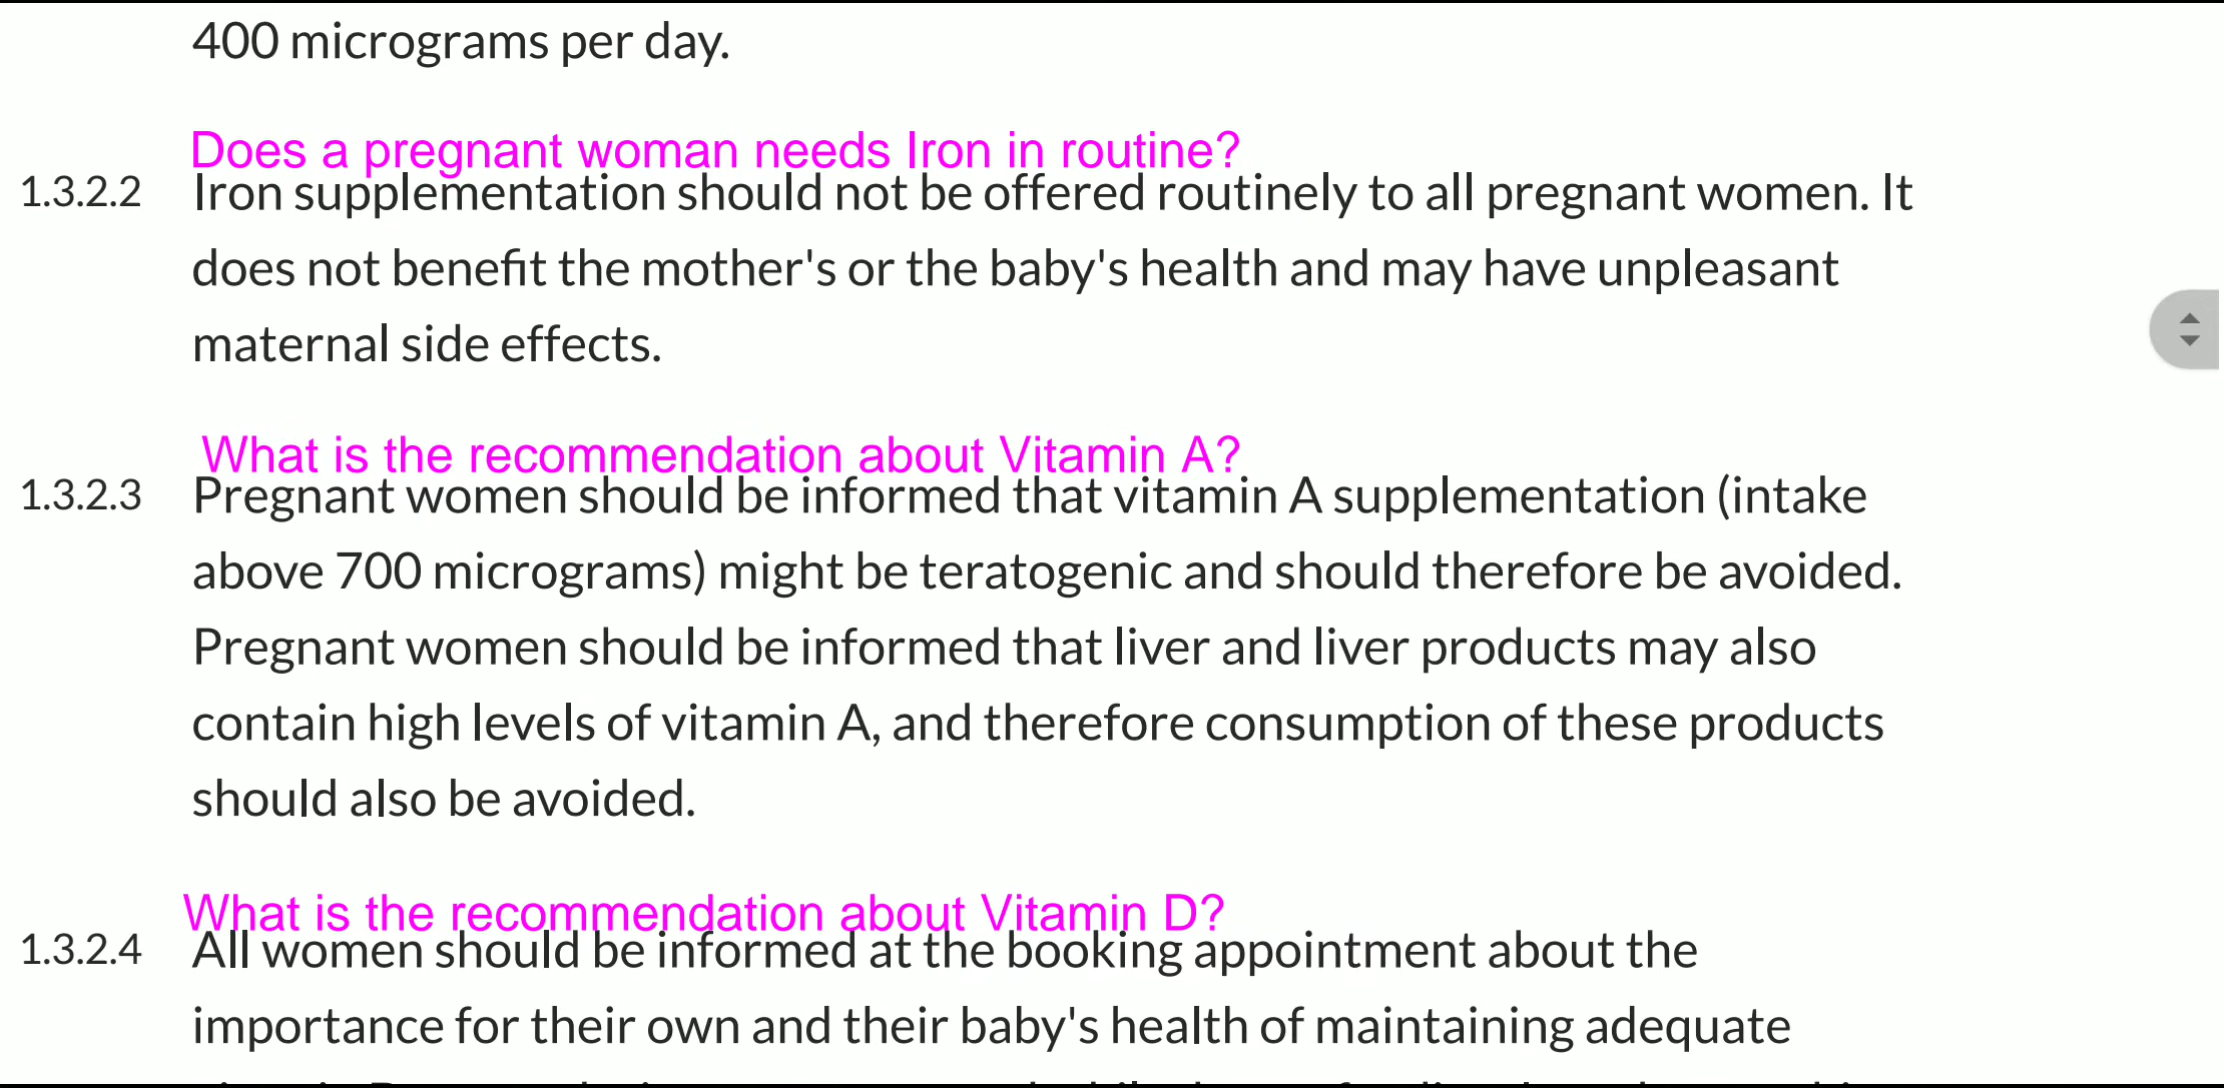 400 micrograms per day.
Does a pregnant woman needs Iron in routine?
1.3.2.2 Iron supplementation should not be offered routinely to all pregnant women. It
does not benefit the mother's or the baby's health and may have unpleasant
maternal side effects.
What is the recommendation about Vitamin A?
1.3.2.3 Pregnant women should be informed that vitamin A supplementation (intake
above 700 micrograms) might be teratogenic and should therefore be avoided.
Pregnant women should be informed that liver and liver products may also
contain high levels of vitamin A, and therefore consumption of these products
should also be avoided.
What is the recommendation about Vitamin D?
1.3.2.4 All women should be informed at the booking appointment about the
importance for their own and their baby's health of maintaining adequate